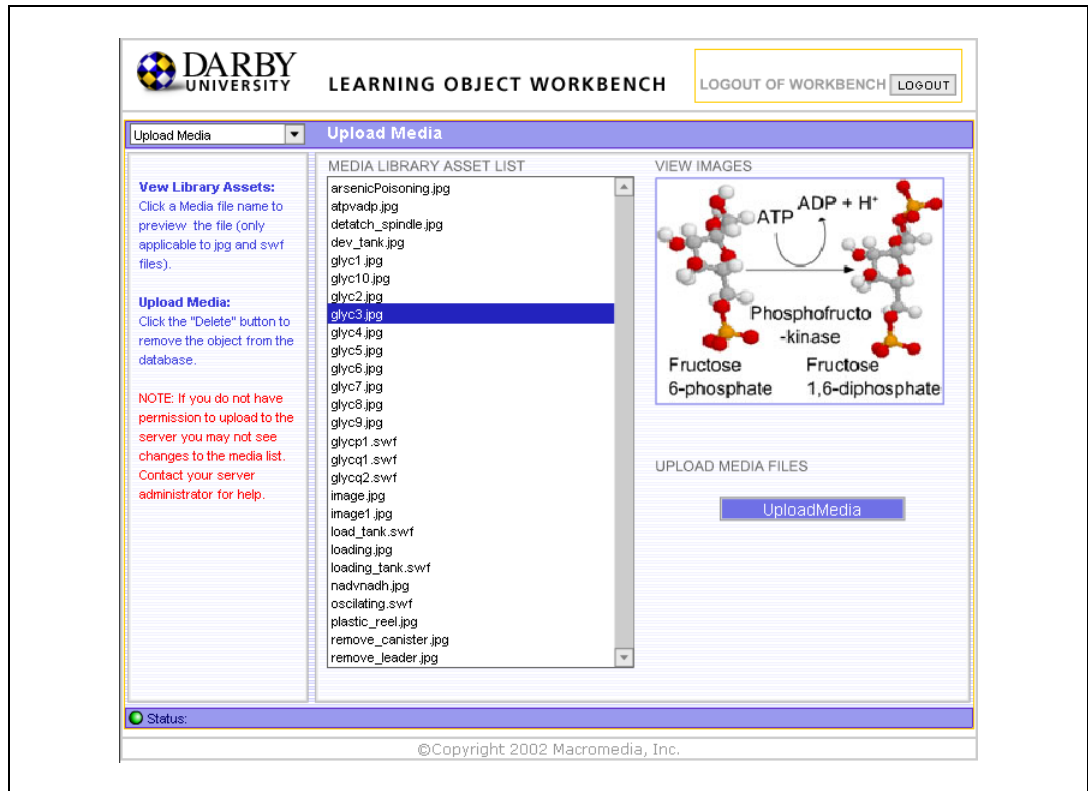 DARBY
UNIVERSITY
LEARNING OBJECT WORKBENCH
LOGOUT OF WORKBENCH LOGOUT
Upload Media
Upload Media
Vew Library Assets:
Click a Media file name to
preview the file (only
applicable to jpg and swf
files).
Upload Media:
Click the "Delete" button to
remove the object from the
database.
NOTE: If you do not have
permission to upload to the
server you may not see
changes to the media list.
Contact your server
administrator for help.
MEDIA LIBRARY ASSET LIST
arsenicPoisoning.jpg
atpvadp.jpg
detatch_spindle.jpg
dev_tank.jpg
glyc1.jpg
glyc10.jpg
glyc2.jpg
glyc3.jpg
glyc4.jpg
glyc5.jpg
glyc6.jpg
glyc7.jpg
glyc8.jpg
glyc9.jpg
glycp1.swf
glycq1.swf
glycq2.swf
image.jpg
image1.jpg
load_tank.swf
loading.jpg
loading_tank.swf
nadvnadh.jpg
oscilating.swf
plastic_reel.jpg
remove_canister.jpg
remove_leader.jpg
VIEW IMAGES
ATP
ADP + H⁺
Phosphofructo
-kinase
Fructose
6-phosphate
Fructose
1,6-diphosphate
UPLOAD MEDIA FILES
UploadMedia
Status:
©Copyright 2002 Macromedia, Inc.